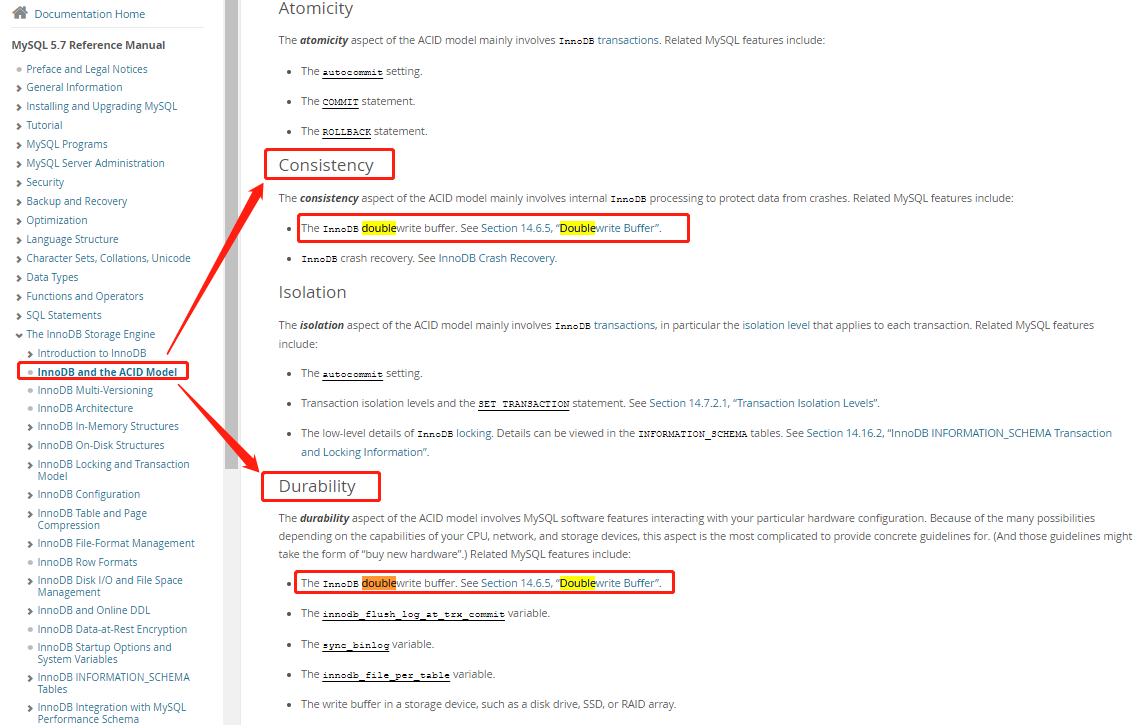 Documentation Home
MySQL 5.7 Reference Manual
Preface and Legal Notices
General Information
Installing and Upgrading MySQL
Tutorial
MySQL Programs
MySQL Server Administration
Security
Backup and Recovery
Optimization
Language Structure
Character Sets, Collations, Unicode
Data Types
Functions and Operators
SQL Statements
The InnoDB Storage Engine
Introduction to InnoDB
InnoDB and the ACID Model
InnoDB Multi-Versioning
InnoDB Architecture
InnoDB In-Memory Structures
InnoDB On-Disk Structures
InnoDB Locking and Transaction
Model
InnoDB Configuration
InnoDB Table and Page
Compression
InnoDB File-Format Management
InnoDB Row Formats
InnoDB Disk I/O and File Space
Management
InnoDB and Online DDL
InnoDB Data-at-Rest Encryption
InnoDB Startup Options and
System Variables
InnoDB INFORMATION_SCHEMA
Tables
InnoDB Integration with MySQL
Performance Schema
Atomicity
The atomicity aspect of the ACID model mainly involves InnoDB transactions. Related MySQL features include:
The autocommit setting.
The COMMIT statement.
The ROLLBACK statement.
Consistency
The consistency aspect of the ACID model mainly involves internal InnoDB processing to protect data from crashes. Related MySQL features include:
The InnoDB doublewrite buffer. See Section 14.6.5, “Doublewrite Buffer”.
InnoDB crash recovery. See InnoDB Crash Recovery.
Isolation
The isolation aspect of the ACID model mainly involves InnoDB transactions, in particular the isolation level that applies to each transaction. Related MySQL features
include:
The autocommit setting.
Transaction isolation levels and the SET TRANSACTION statement. See Section 14.7.2.1, “Transaction Isolation Levels”.
The low-level details of InnoDB locking. Details can be viewed in the INFORMATION_SCHEMA tables. See Section 14.16.2, “InnoDB INFORMATION_SCHEMA Transaction
and Locking Information”.
Durability
The durability aspect of the ACID model involves MySQL software features interacting with your particular hardware configuration. Because of the many possibilities
depending on the capabilities of your CPU, network, and storage devices, this aspect is the most complicated to provide concrete guidelines for. (And those guidelines might
take the form of “buy new hardware”.) Related MySQL features include:
The InnoDB doublewrite buffer. See Section 14.6.5, “Doublewrite Buffer”.
The innodb_flush_log_at_trx_commit variable.
The sync_binlog variable.
The innodb_file_per_table variable.
The write buffer in a storage device, such as a disk drive, SSD, or RAID array.